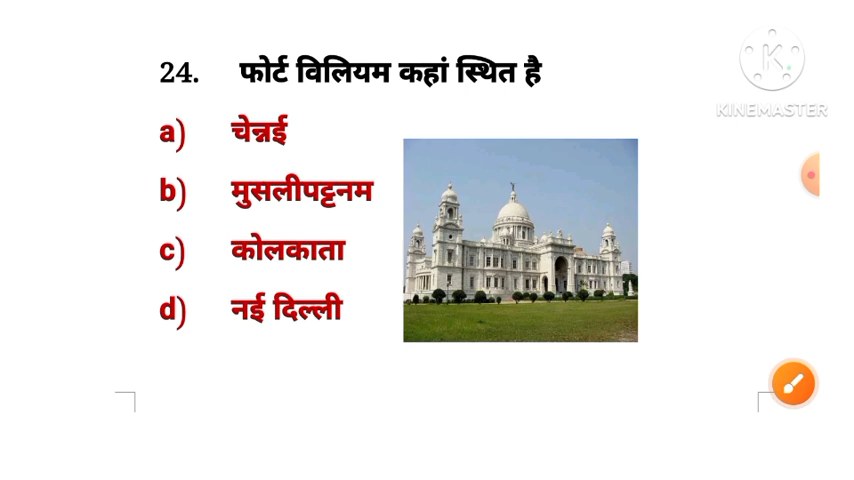 24. फोर्ट विलियम कहां स्थित है
a) चेन्नई
b) मुसलीपट्टनम
c) कोलकाता
d) नई दिल्ली
K
KINEMASTER